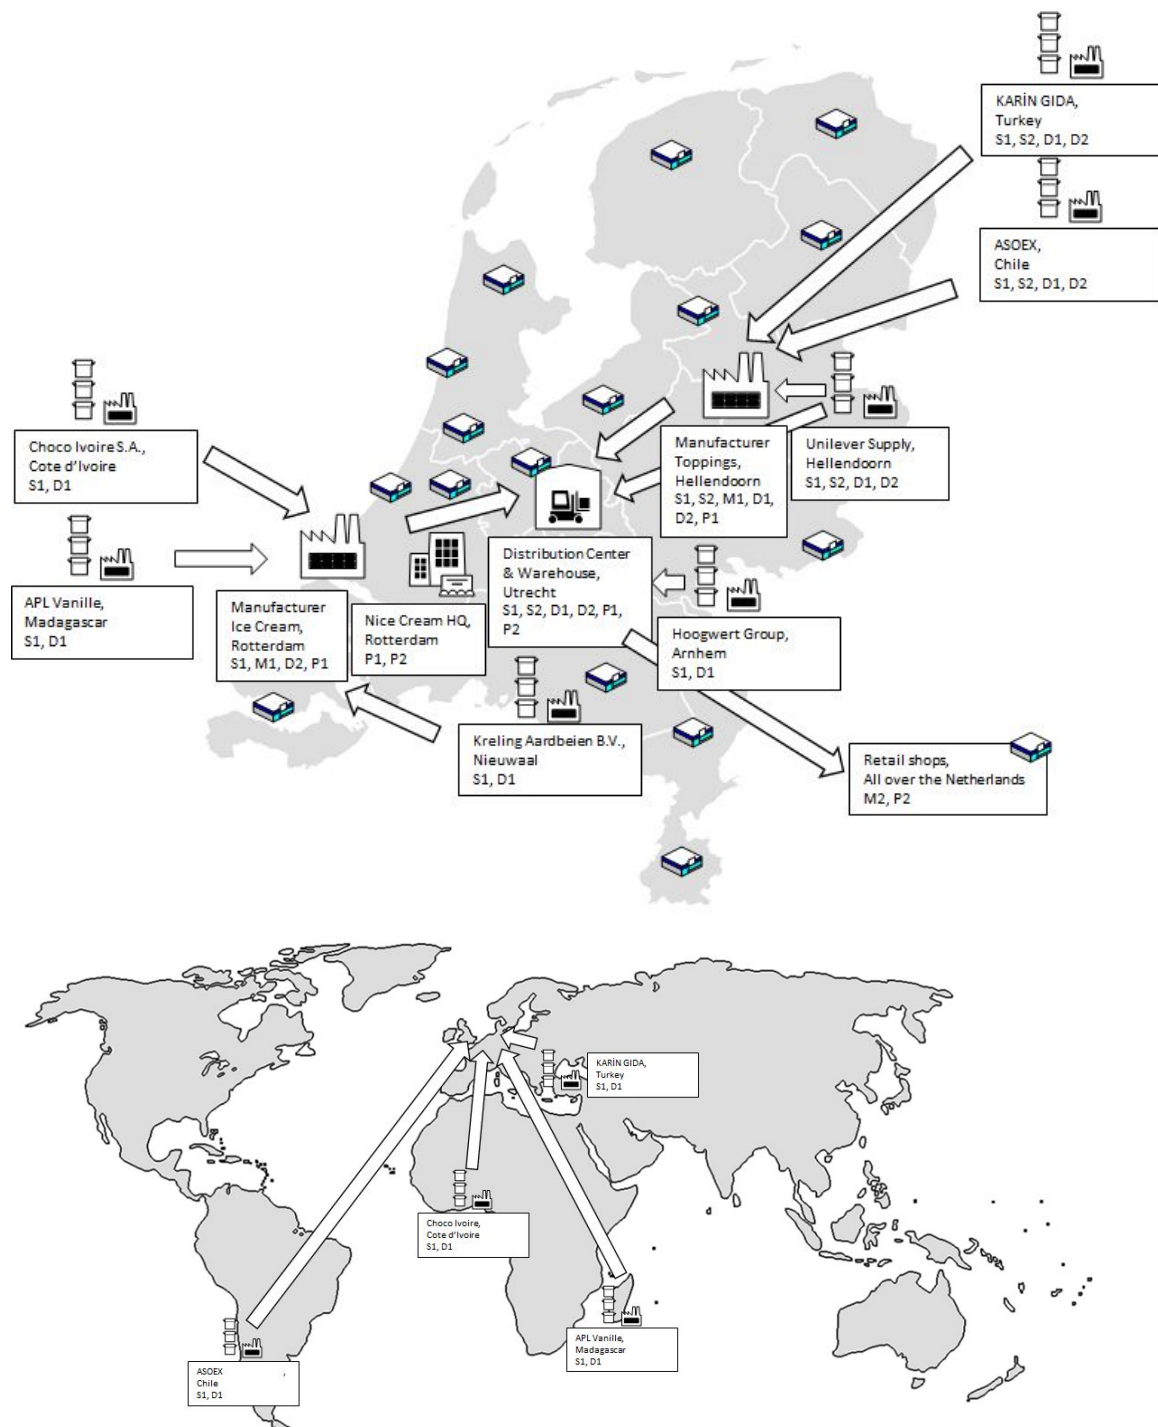 KARİN GIDA,
Turkey
S1, S2, D1, D2
ASOEX,
Chile
S1, S2, D1, D2
Choco Ivoire S.A.,
Cote d'Ivoire
S1, D1
Manufacturer
Toppings,
Hellendoorn
S1, S2, M1, D1,
D2, P1
Unilever Supply,
Hellendoorn
S1, S2, D1, D2
APL Vanille,
Madagascar
S1, D1
Manufacturer
Ice Cream,
Rotterdam
S1, M1, D2, P1
Nice Cream HQ,
Rotterdam
P1, P2
Distribution Center
& Warehouse,
Utrecht
S1, S2, D1, D2, P1,
P2
Hoogwert Group,
Arnhem
S1, D1
Kreling Aardbeien B.V.,
Nieuwaal
S1, D1
Retail shops,
All over the Netherlands
M2, P2
KARİN GIDA,
Turkey
S1, D1
Choco Ivoire,
Cote d'Ivoire
S1, D1
APL Vanille,
Madagascar
S1, D1
ASOEX ,
Chile
S1, D1